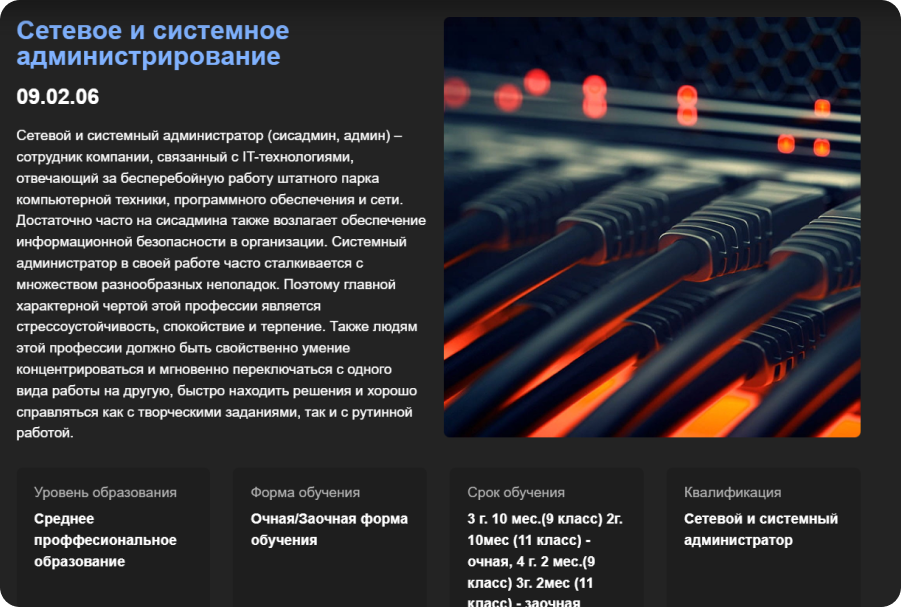 Сетевое и системное
администрирование
09.02.06
Сетевой и системный администратор (сисадмин, админ) –
сотрудник компании, связанный с IT-технологиями,
отвечающий за бесперебойную работу штатного парка
компьютерной техники, программного обеспечения и сети.
Достаточно часто на сисадмина также возлагает обеспечение
информационной безопасности в организации. Системный
администратор в своей работе часто сталкивается с
множеством разнообразных неполадок. Поэтому главной
характерной чертой этой профессии является
стрессоустойчивость, спокойствие и терпение. Также людям
этой профессии должно быть свойственно умение
концентрироваться и мгновенно переключаться с одного
вида работы на другую, быстро находить решения и хорошо
справляться как с творческими заданиями, так и с рутинной
работой.
Уровень образования
Среднее
проффесиональное
образование
Форма обучения
Очная/Заочная форма
обучения
Срок обучения
3 г. 10 мес.(9 класс) 2г.
10мес (11 класс) -
очная, 4 г. 2 мес.(9
класс) 3г. 2мес (11
класс) - заочная
Квалификация
Сетевой и системный
администратор